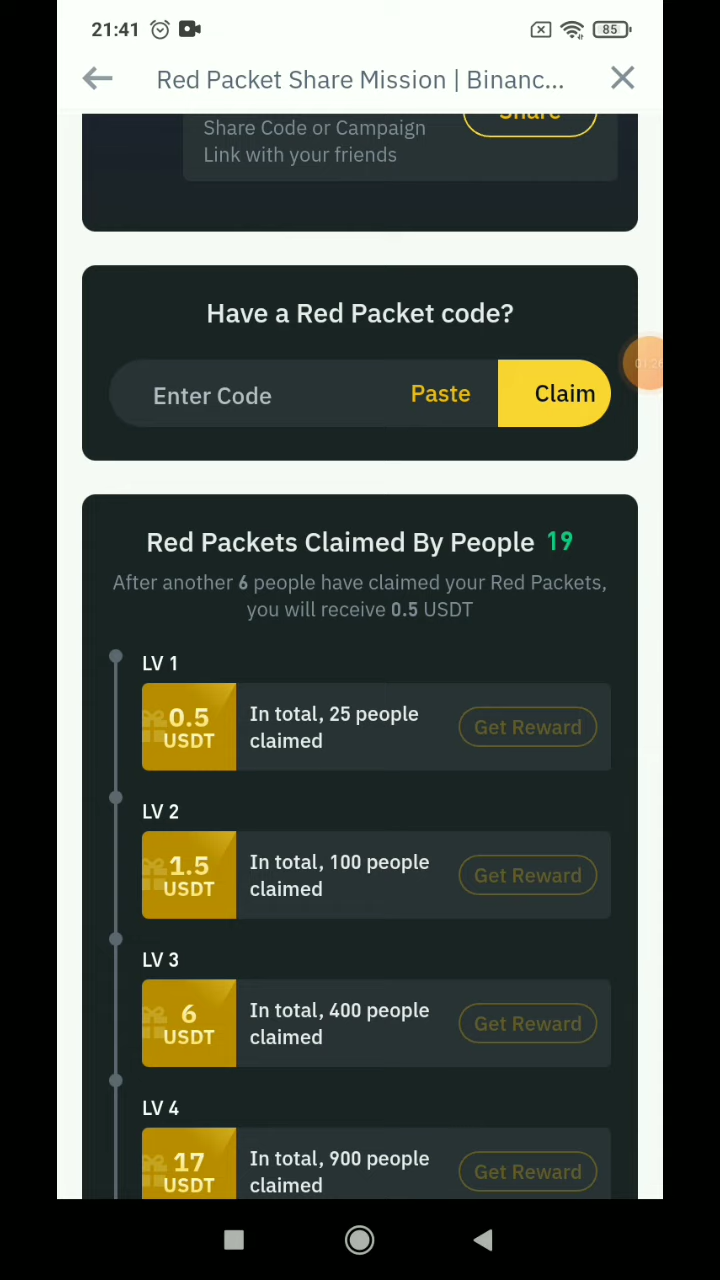 21:41
85
Red Packet Share Mission | Binanc...
Share
Share Code or Campaign
Link with your friends
Have a Red Packet code?
Enter Code
Paste
Claim
Red Packets Claimed By People 19
After another 6 people have claimed your Red Packets,
you will receive 0.5 USDT
LV 1
0.5
USDT
In total, 25 people
claimed
Get Reward
LV 2
1.5
USDT
In total, 100 people
claimed
Get Reward
LV 3
6
USDT
In total, 400 people
claimed
Get Reward
LV 4
17
USDT
In total, 900 people
claimed
Get Reward